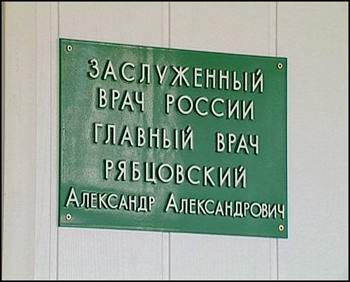 ЗАСЛУЖЕННЫЙ
ВРАЧ РОССИИ
ГЛАВНЫЙ ВРАЧ
РЯБЦОВСКИЙ
АЛЕКСАНДР АЛЕКСАНДРОВИЧ